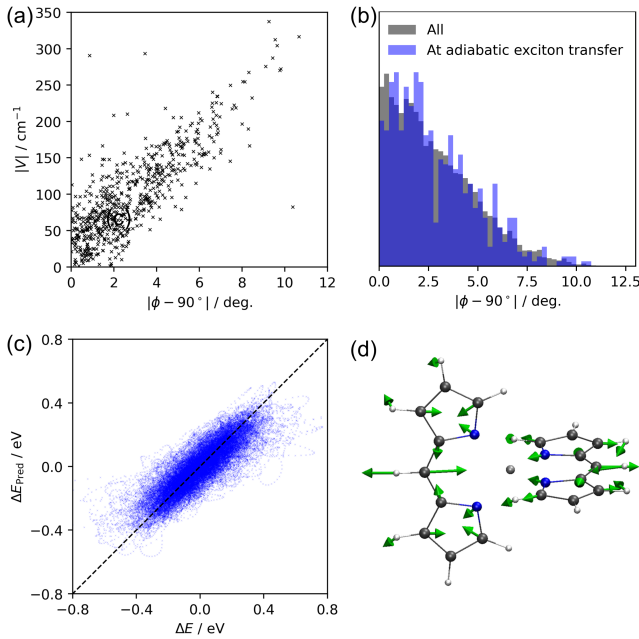 (a)
350
300
250
200
150
100
50
0
|V| / cm⁻¹
(C)
0 2 4 6 8 10 12
|ϕ − 90°| / deg.
(b)
All
At adiabatic exciton transfer
0.0 2.5 5.0 7.5 10.0 12.5
|ϕ − 90°| / deg.
(c)
0.8
0.4
0.0
−0.4
−0.8
ΔE_Pred / eV
−0.8 −0.4 0.0 0.4 0.8
ΔE / eV
(d)